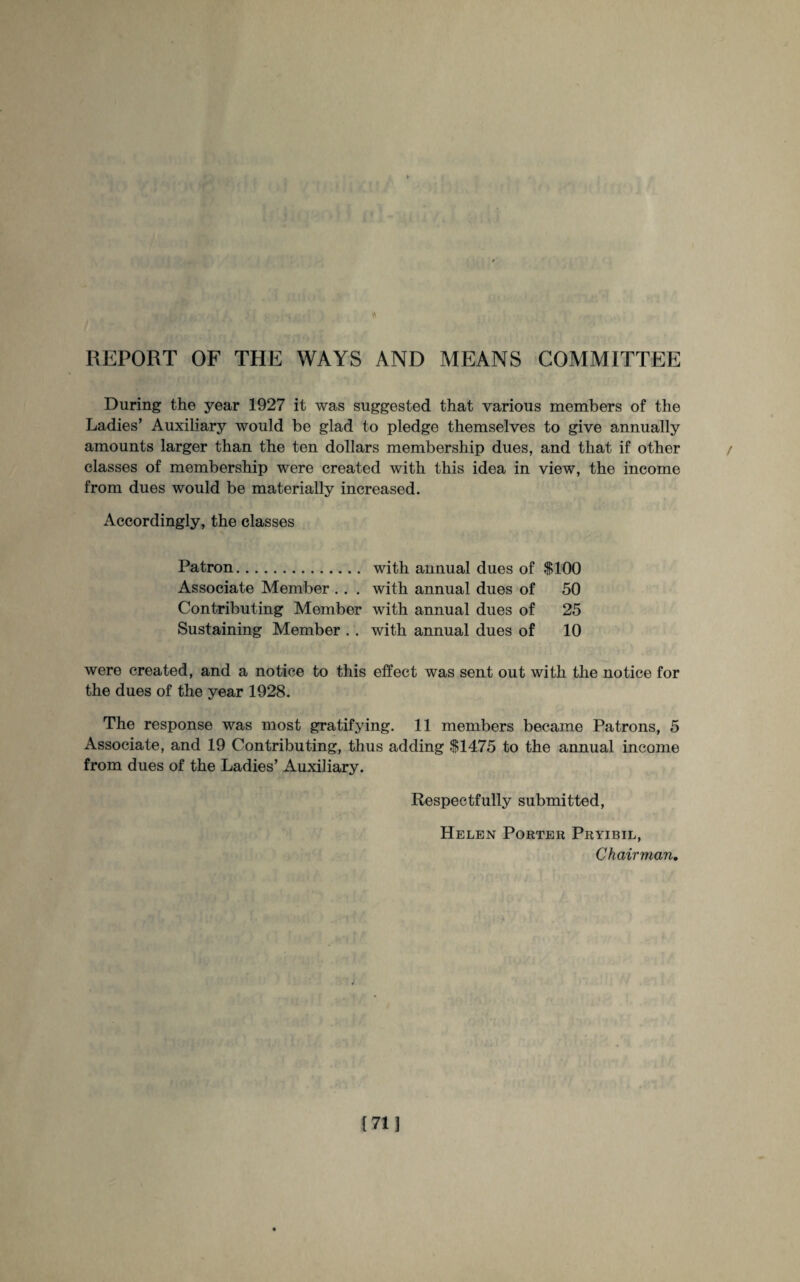 REPORT OF THE WAYS AND MEANS COMMITTEE
During the year 1927 it was suggested that various members of the
Ladies’ Auxiliary would be glad to pledge themselves to give annually
amounts larger than the ten dollars membership dues, and that if other
classes of membership were created with this idea in view, the income
from dues would be materially increased.
Accordingly, the classes
Patron.............. with annual dues of $100
Associate Member . . . with annual dues of 50
Contributing Member with annual dues of 25
Sustaining Member . . with annual dues of 10
were created, and a notice to this effect was sent out with the notice for
the dues of the year 1928.
The response was most gratifying. 11 members became Patrons, 5
Associate, and 19 Contributing, thus adding $1475 to the annual income
from dues of the Ladies’ Auxiliary.
Respectfully submitted,
Helen Porter Pryibil,
Chairman.
[71]